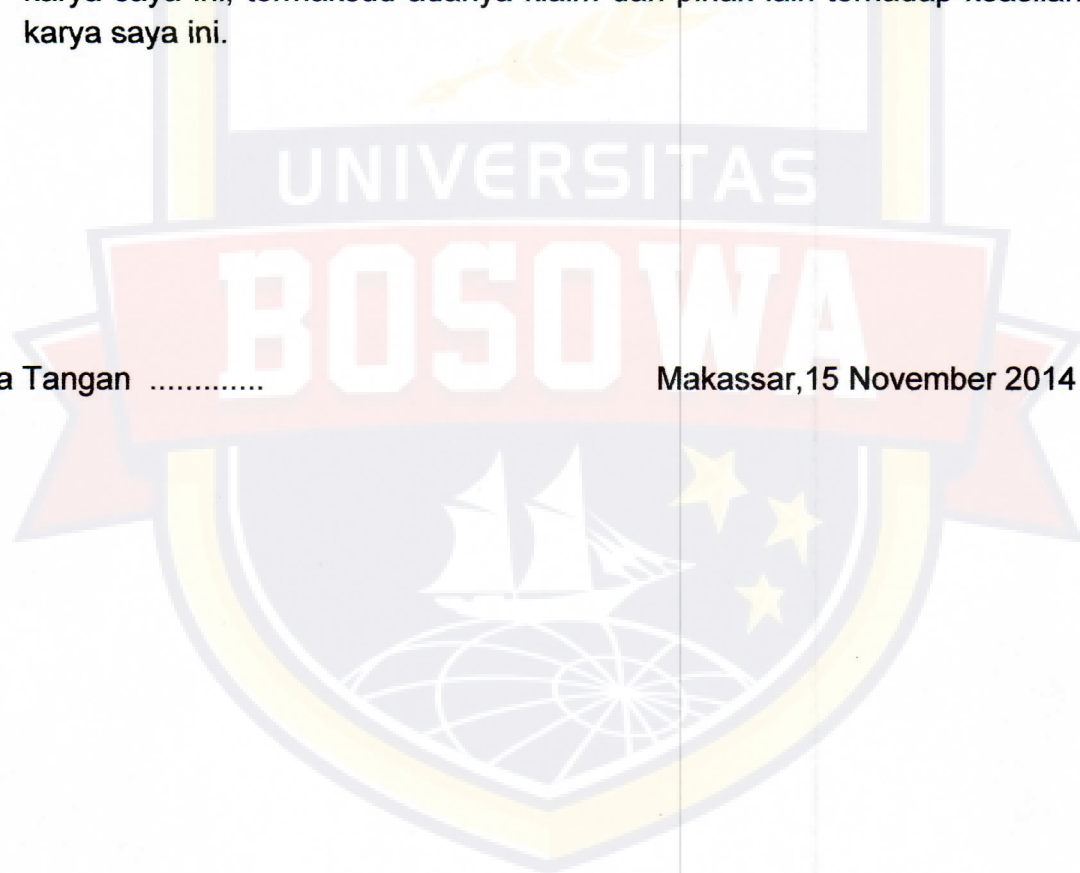 karya saya ini.
UNIVERSITAS
BOSOWA
a Tangan ............. Makassar,15 November 2014